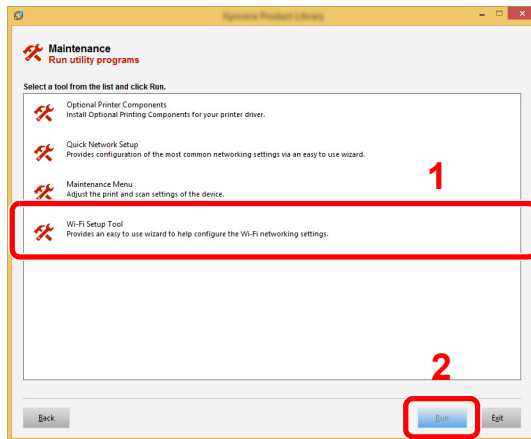 Kyocera Product Library
Maintenance
Run utility programs
Select a tool from the list and click Run.
Optional Printer Components
Install Optional Printing Components for your printer driver.
Quick Network Setup
Provides configuration of the most common networking settings via an easy to use wizard.
1
Maintenance Menu
Adjust the print and scan settings of the device.
Wi-Fi Setup Tool
Provides an easy to use wizard to help configure the Wi-Fi networking settings.
2
Back
Run
Exit